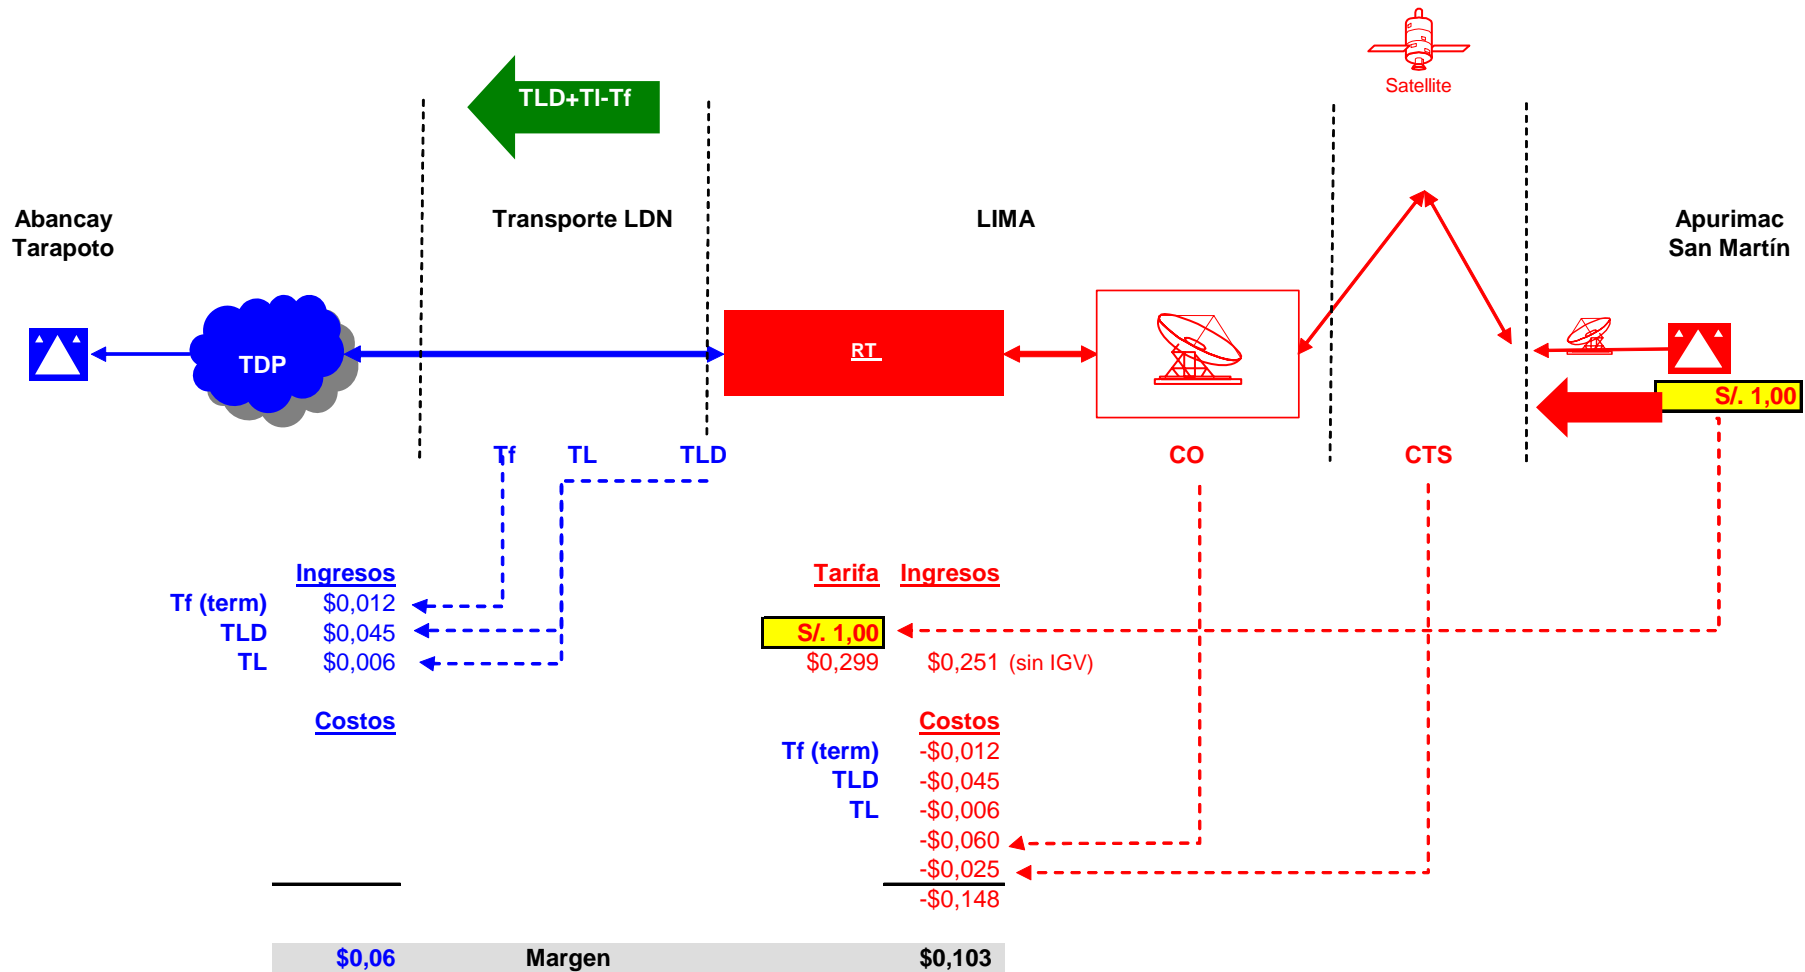 Satellite
TLD+TI-Tf
Abancay
Tarapoto
Transporte LDN
LIMA
Apurimac
San Martín
TDP
RT
S/. 1,00
Tf TL TLD CO CTS
Ingresos
Tarifa Ingresos
Tf (term) $0,012
TLD $0,045 S/. 1,00
TL $0,006 $0,299 $0,251 (sin IGV)
Costos
Costos
Tf (term) -$0,012
TLD -$0,045
TL -$0,006
-$0,060
-$0,025
-$0,148
$0,06 Margen $0,103